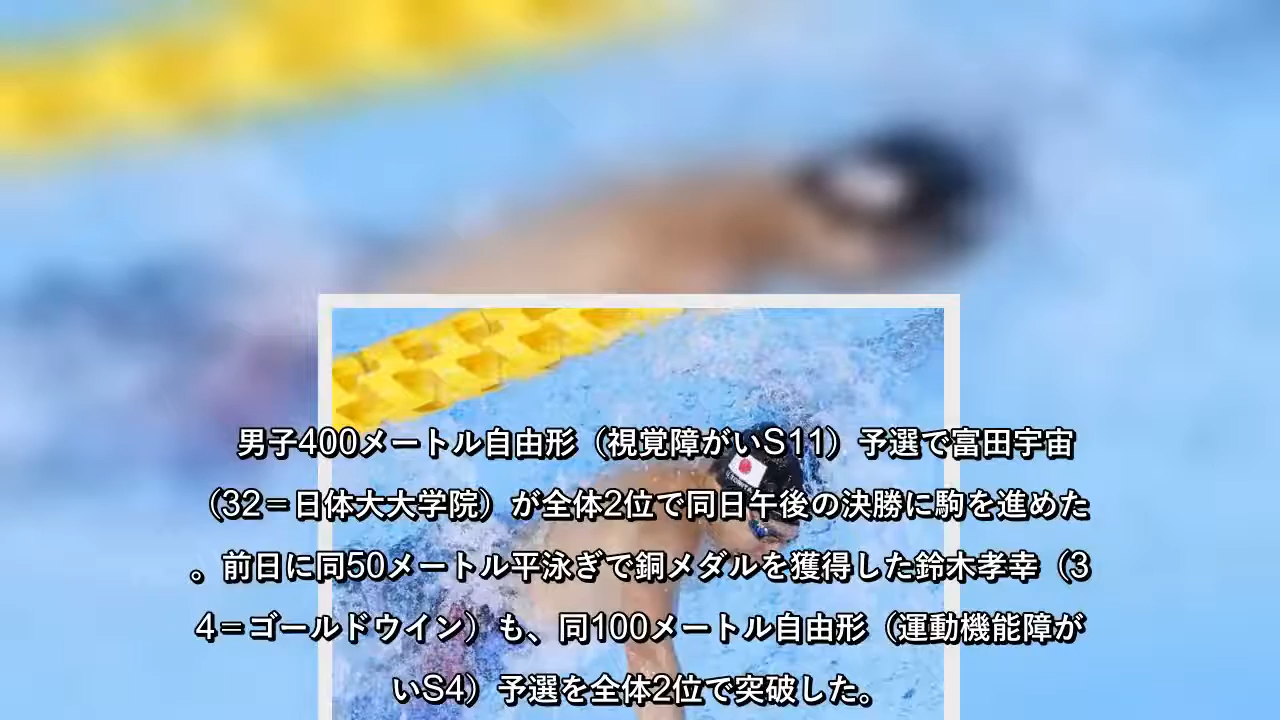 男子400メートル自由形（視覚障がいS11）予選で富田宇宙
（32＝日体大大学院）が全体2位で同日午後の決勝に駒を進めた
。前日に同50メートル平泳ぎで銅メダルを獲得した鈴木孝幸（3
4＝ゴールドウイン）も、同100メートル自由形（運動機能障が
いS4）予選を全体2位で突破した。